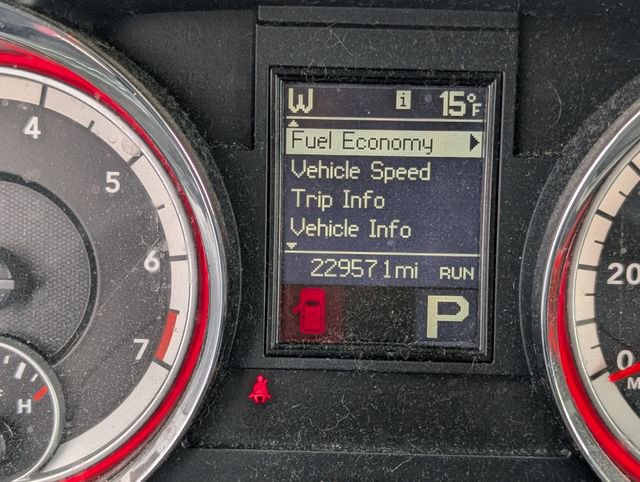 W i 15°F
Fuel Economy
Vehicle Speed
Trip Info
Vehicle Info
229571mi RUN
P
4
5
6
7
H
20
0
M